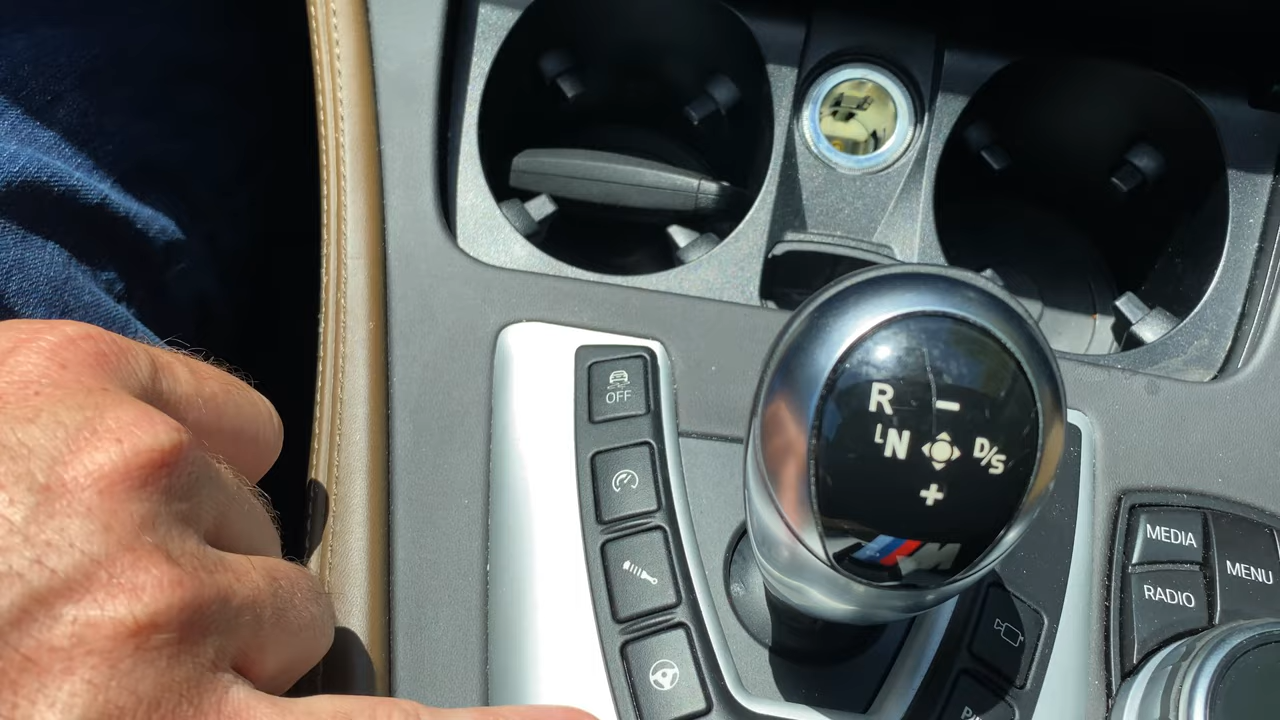 OFF
R –
LN D/S
+
M
MEDIA
MENU
RADIO